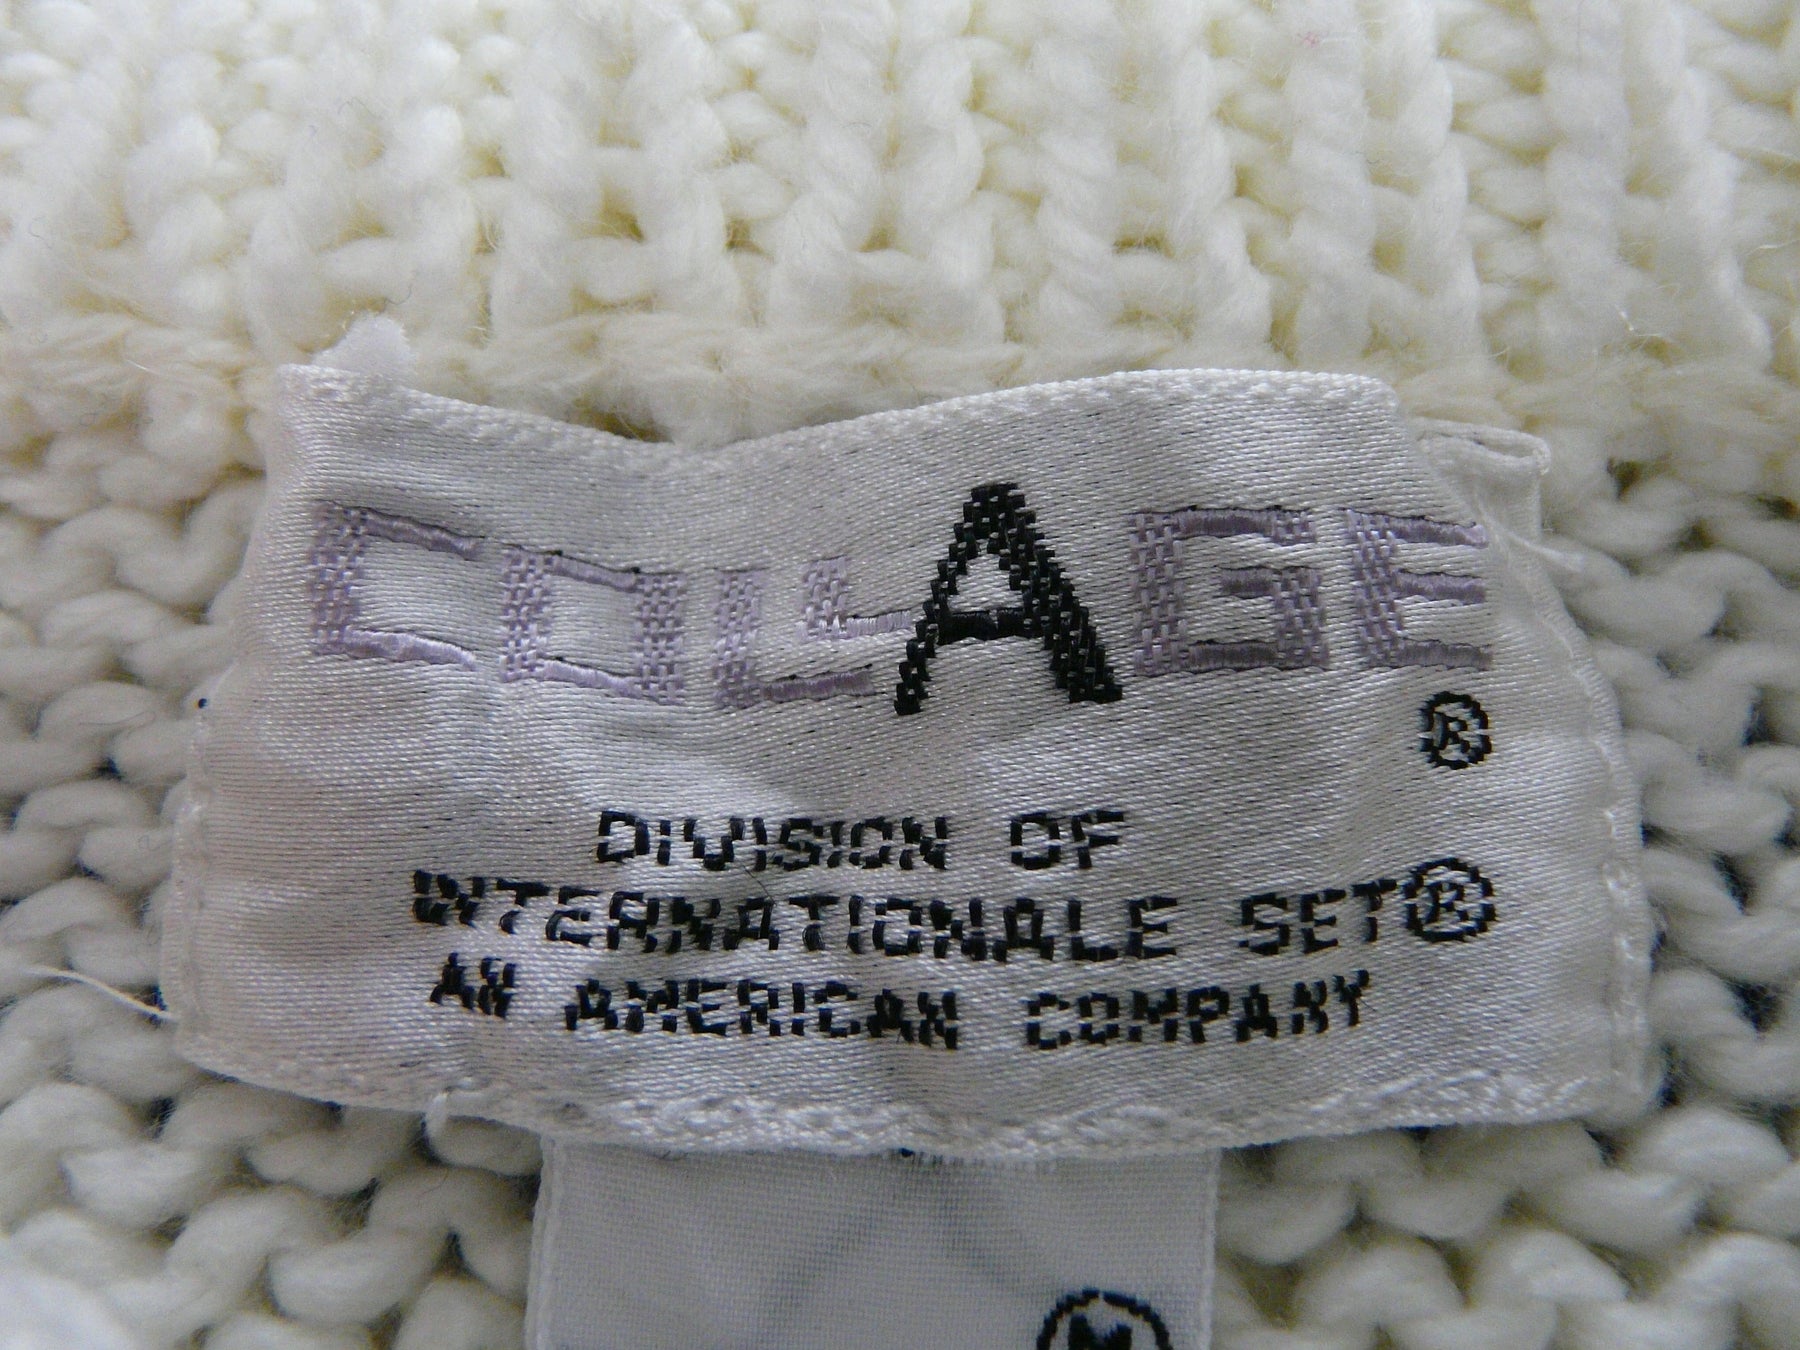 COLLAGE ®
DIVISION OF
INTERNATIONALE SET®
AN AMERICAN COMPANY
M